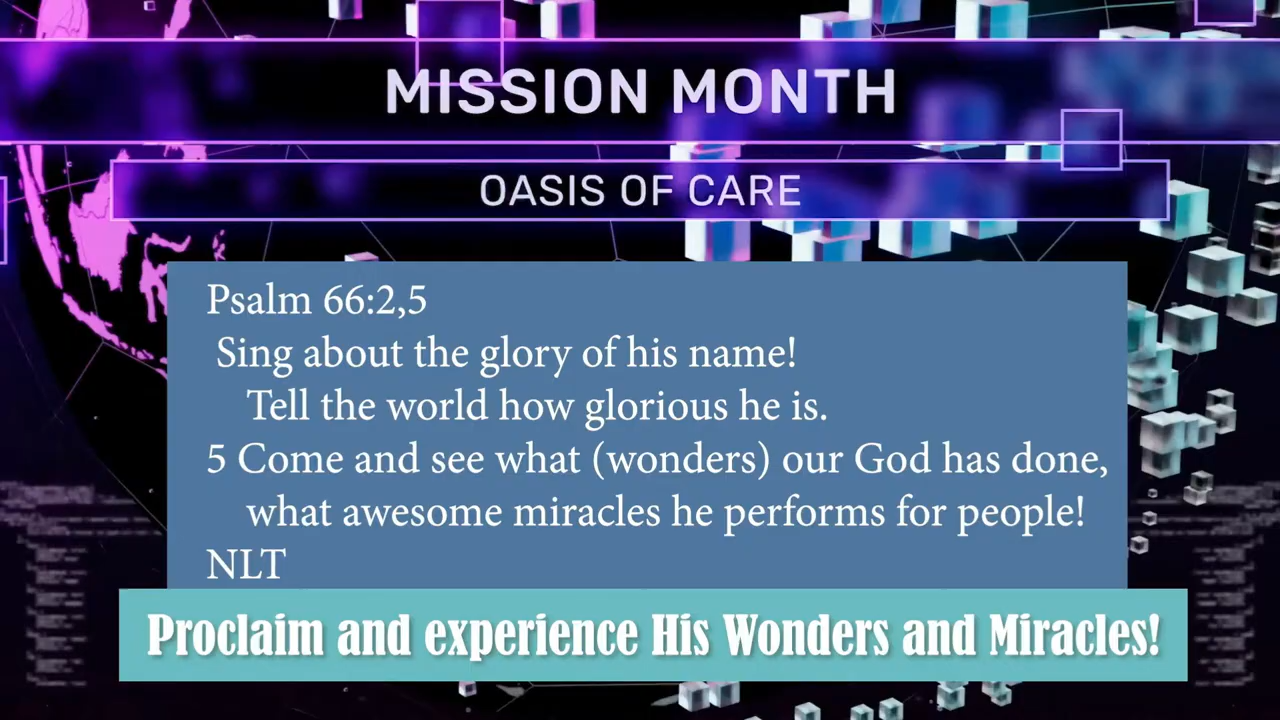 MISSION MONTH
OASIS OF CARE
Psalm 66:2,5
Sing about the glory of his name!
Tell the world how glorious he is.
5 Come and see what (wonders) our God has done,
what awesome miracles he performs for people!
NLT
Proclaim and experience His Wonders and Miracles!